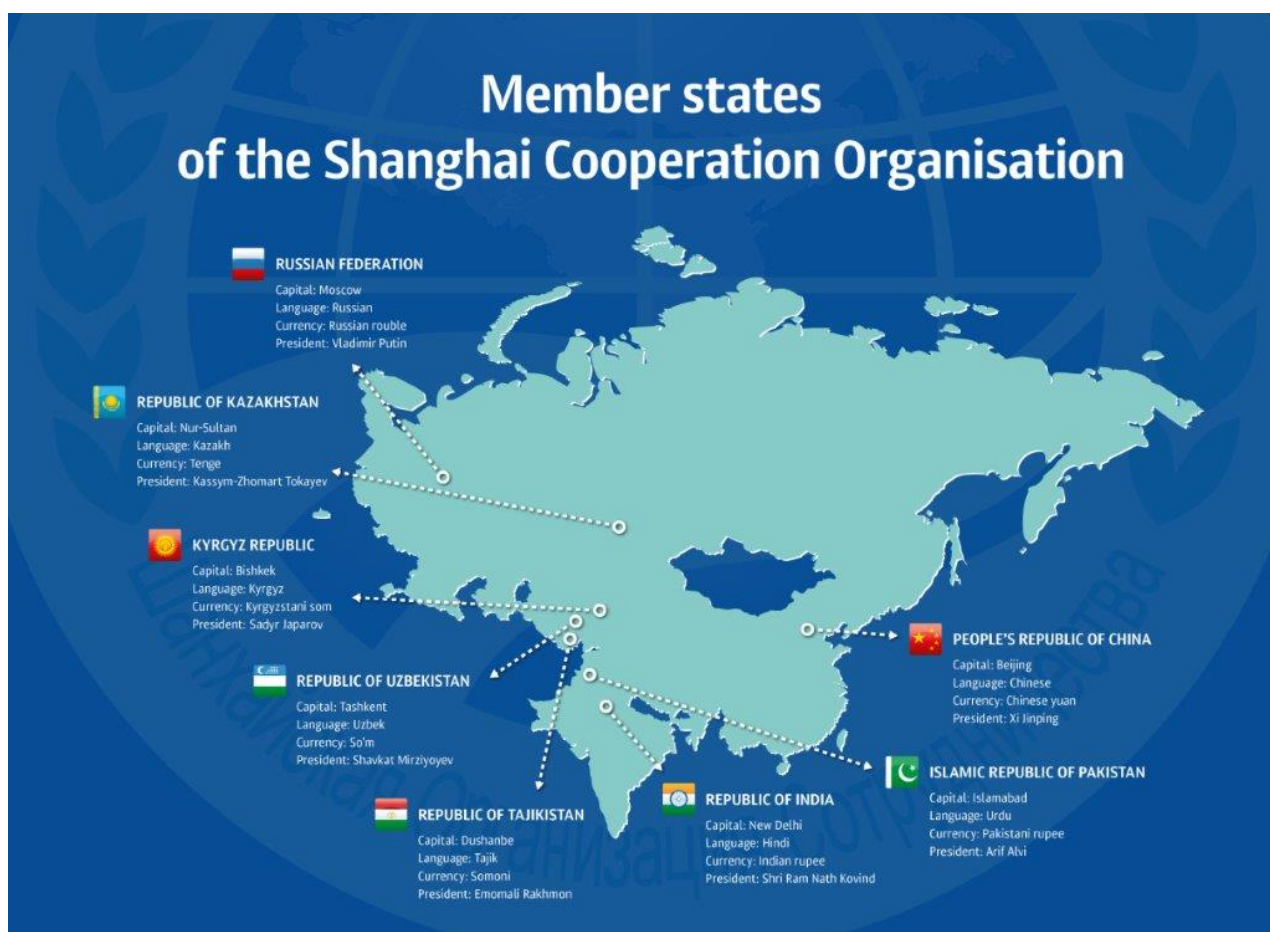 Member states
of the Shanghai Cooperation Organisation
RUSSIAN FEDERATION
Capital: Moscow
Language: Russian
Currency: Russian rouble
President: Vladimir Putin
REPUBLIC OF KAZAKHSTAN
Capital: Nur-Sultan
Language: Kazakh
Currency: Tenge
President: Kassym-Zhomart Tokayev
KYRGYZ REPUBLIC
Capital: Bishkek
Language: Kyrgyz
Currency: Kyrgyzstani som
President: Sadyr Japarov
REPUBLIC OF UZBEKISTAN
Capital: Tashkent
Language: Uzbek
Currency: So'm
President: Shavkat Mirziyoyev
REPUBLIC OF TAJIKISTAN
Capital: Dushanbe
Language: Tajik
Currency: Somoni
President: Emomali Rakhmon
REPUBLIC OF INDIA
Capital: New Delhi
Language: Hindi
Currency: Indian rupee
President: Shri Ram Nath Kovind
PEOPLE'S REPUBLIC OF CHINA
Capital: Beijing
Language: Chinese
Currency: Chinese yuan
President: Xi Jinping
ISLAMIC REPUBLIC OF PAKISTAN
Capital: Islamabad
Language: Urdu
Currency: Pakistani rupee
President: Arif Alvi